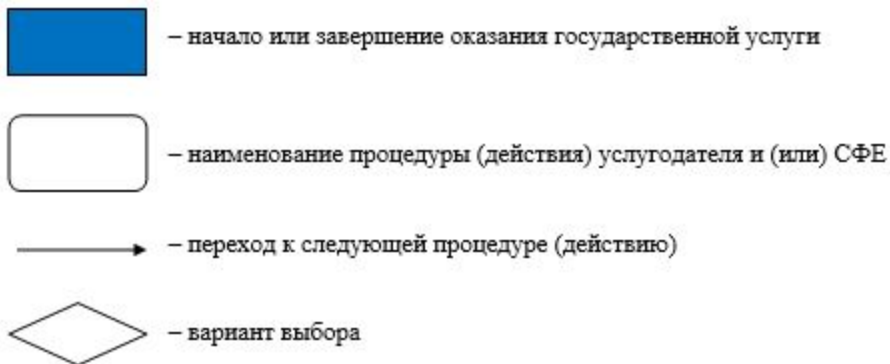 – начало или завершение оказания государственной услуги
– наименование процедуры (действия) услугодателя и (или) СФЕ
– переход к следующей процедуре (действию)
– вариант выбора